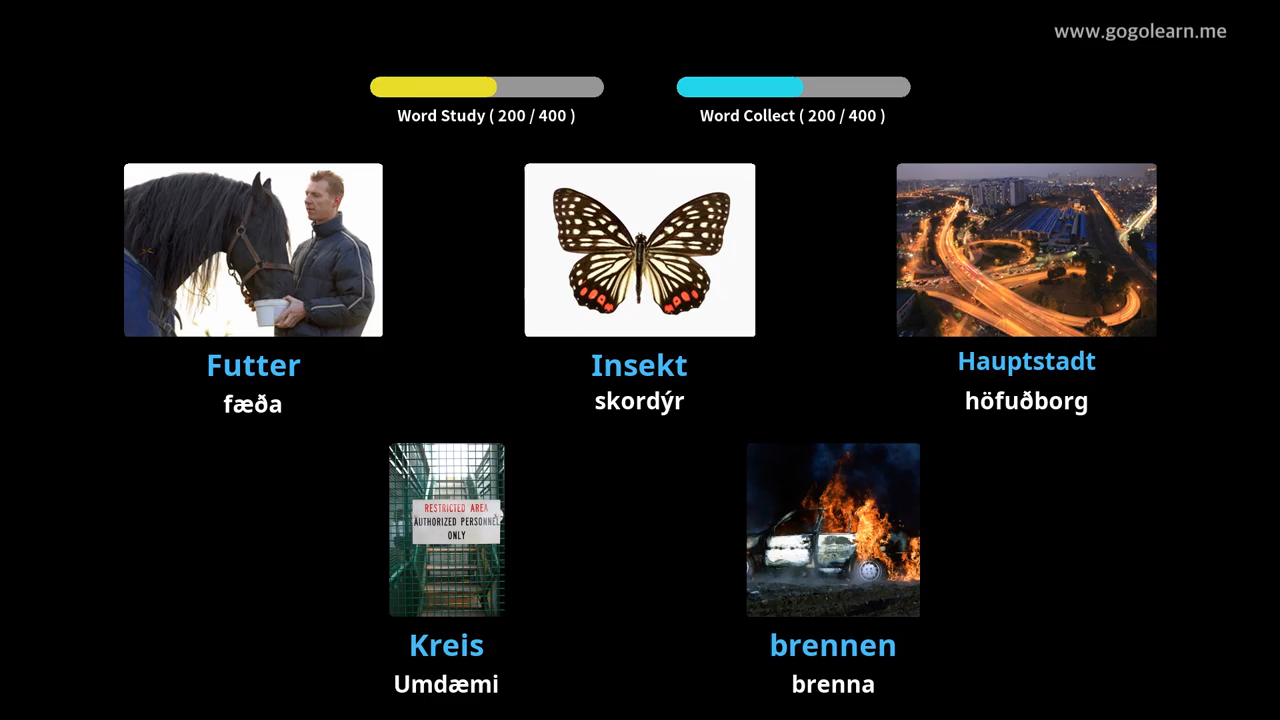 www.gogolearn.me
Word Study ( 200 / 400 )
Word Collect ( 200 / 400 )
Futter
fæða
Insekt
skordýr
Hauptstadt
höfuðborg
RESTRICTED AREA
AUTHORIZED PERSONNEL
ONLY
Kreis
Umdæmi
brennen
brenna